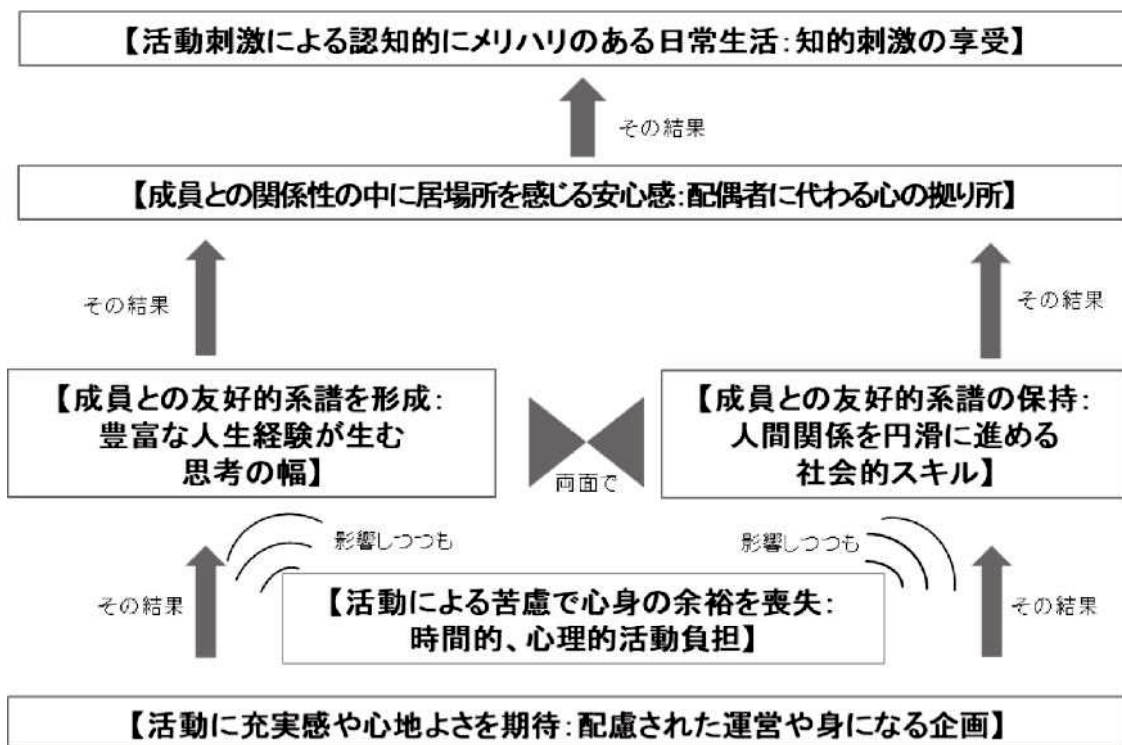 【活動刺激による認知的にメリハリのある日常生活:知的刺激の享受】
その結果
【成員との関係性の中に居場所を感じる安心感:配偶者に代わる心の拠り所】
その結果
その結果
【成員との友好的系譜を形成:
豊富な人生経験が生む
思考の幅】
両面で
【成員との友好的系譜の保持:
人間関係を円滑に進める
社会的スキル】
影響しつつも
影響しつつも
その結果
【活動による苦慮で心身の余裕を喪失:
時間的、心理的活動負担】
その結果
【活動に充実感や心地よさを期待:配慮された運営や身になる企画】